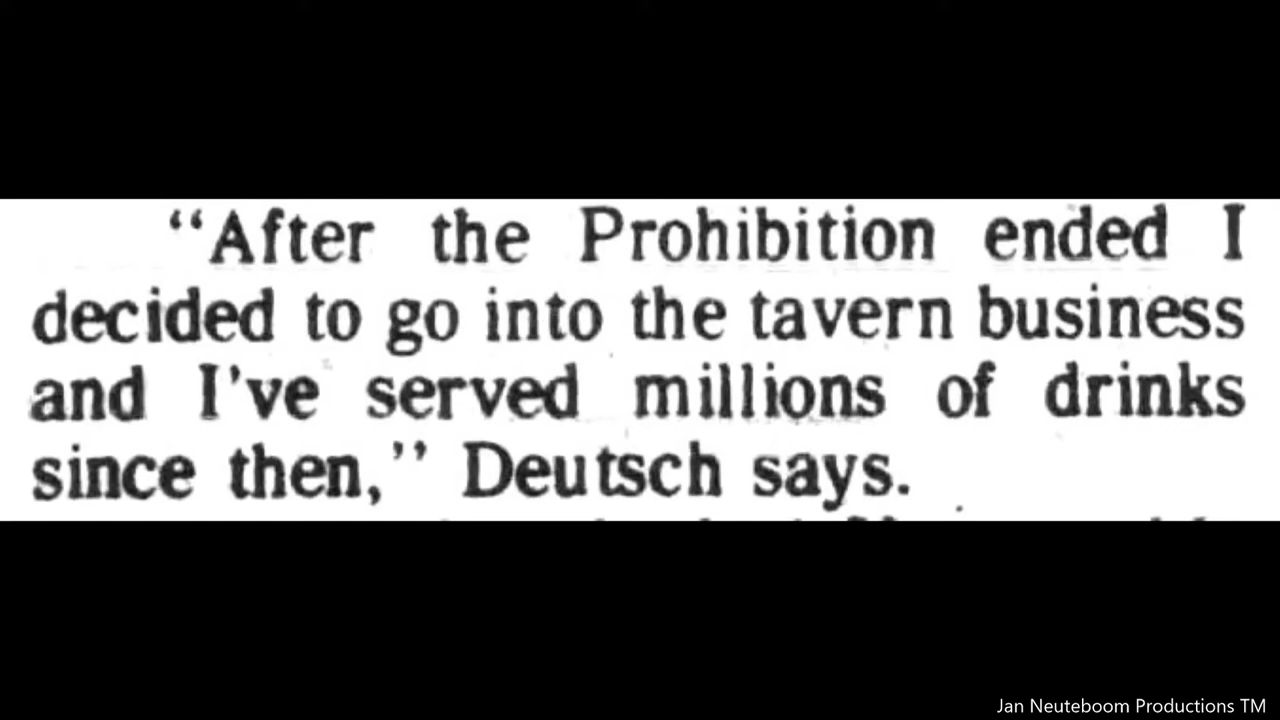 “After the Prohibition ended I
decided to go into the tavern business
and I've served millions of drinks
since then,” Deutsch says.
Jan Neuteboom Productions TM